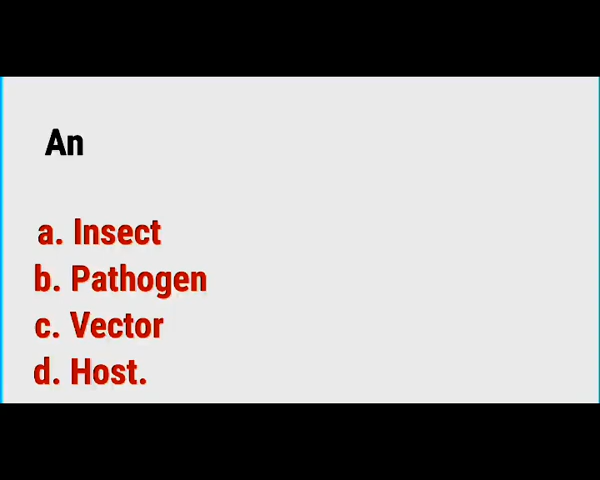 An
a. Insect
b. Pathogen
c. Vector
d. Host.